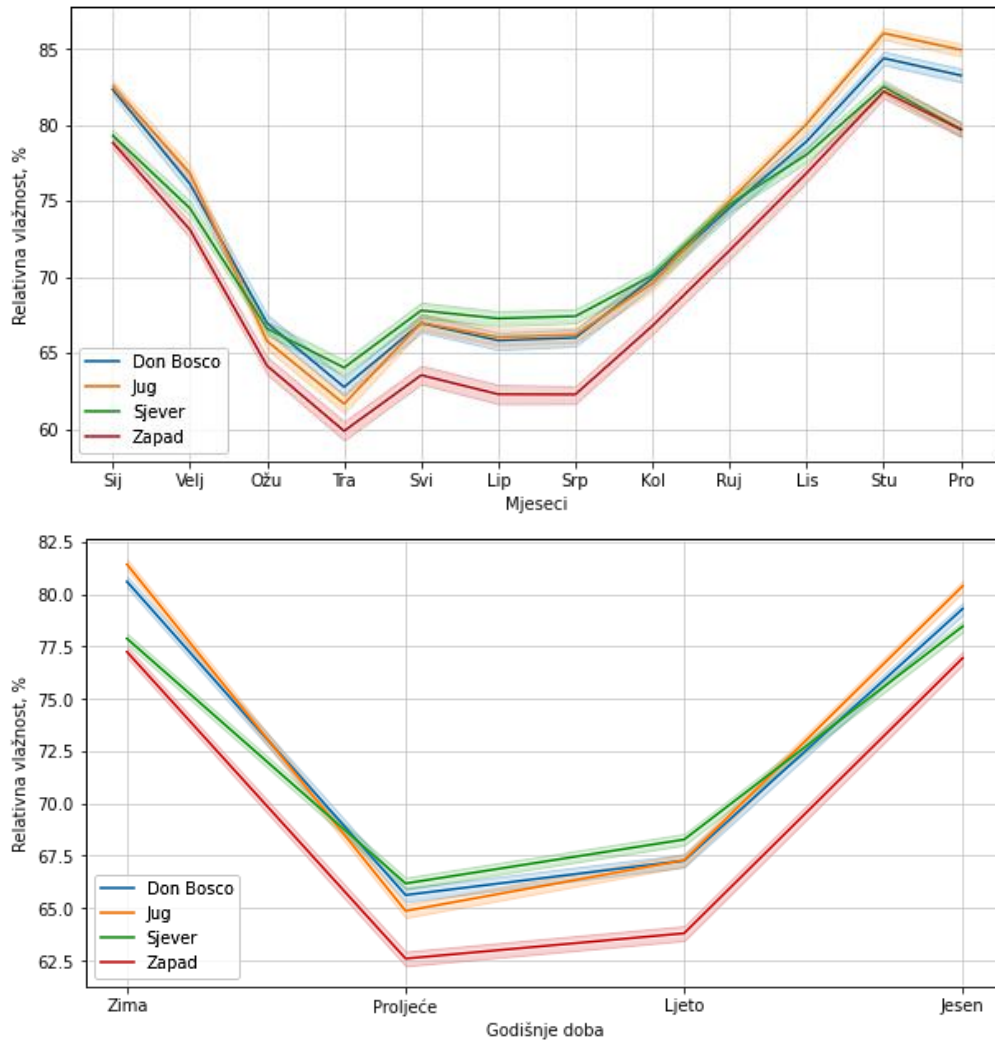 Relativna vlažnost, %
85
80
75
70
65
60
Don Bosco
Jug
Sjever
Zapad
Sij Velj Ožu Tra Svi Lip Srp Kol Ruj Lis Stu Pro
Mjeseci
Relativna vlažnost, %
82.5
80.0
77.5
75.0
72.5
70.0
67.5
65.0
62.5
Don Bosco
Jug
Sjever
Zapad
Zima Proljeće Ljeto Jesen
Godišnje doba